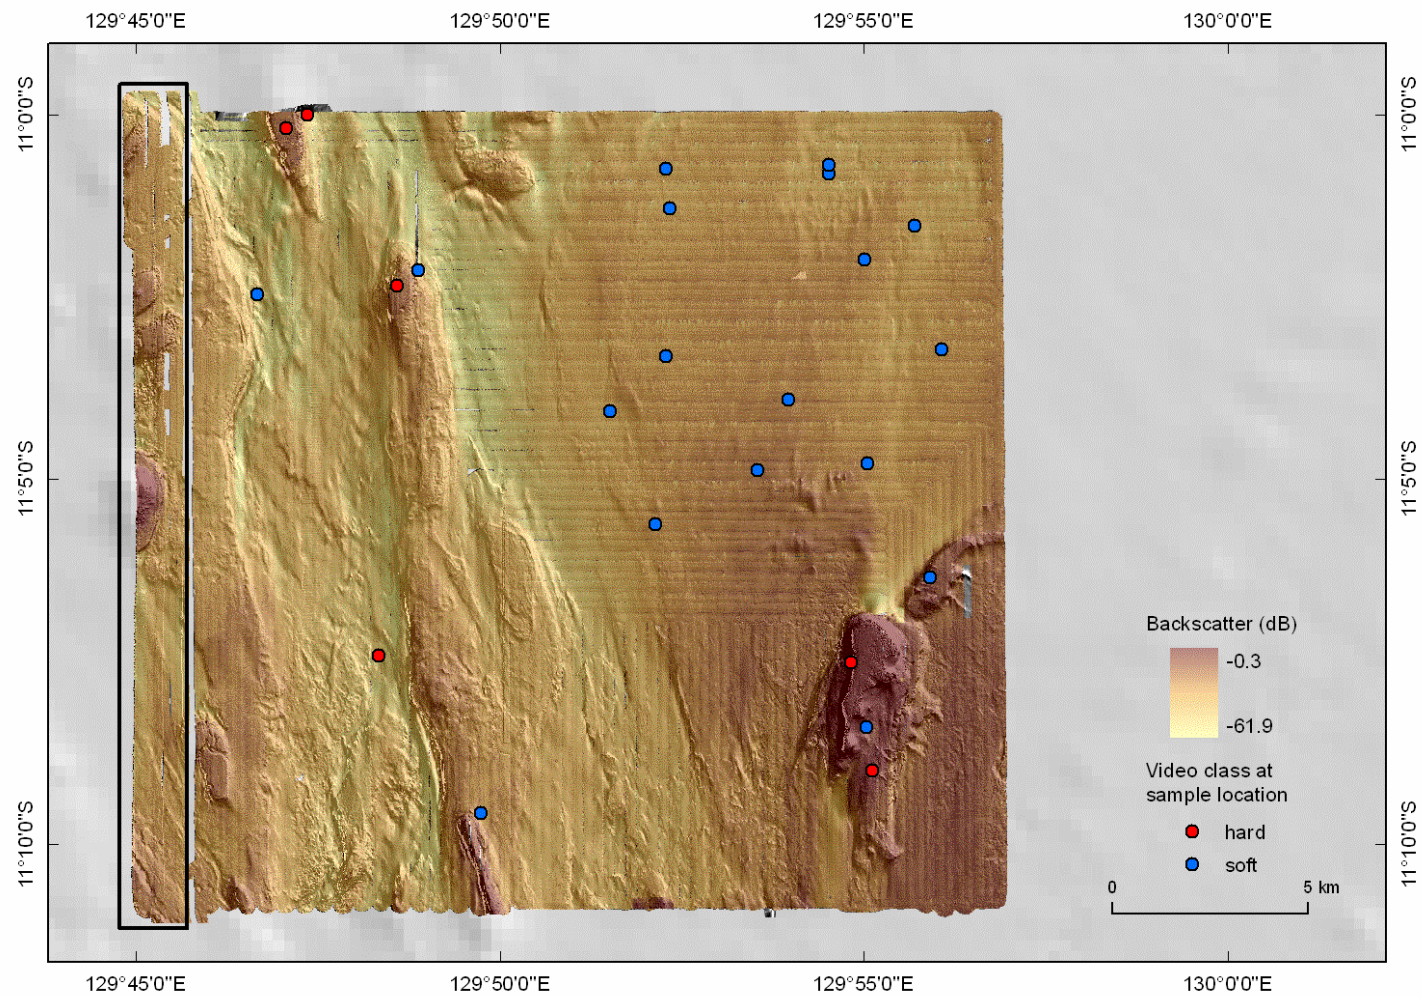 129°45'0"E 129°50'0"E 129°55'0"E 130°0'0"E
11°0'0"S 11°0'0"S
11°5'0"S 11°5'0"S
Backscatter (dB)
-0.3
-61.9
Video class at
sample location
hard
soft
11°10'0"S 11°10'0"S
0 5 km
129°45'0"E 129°50'0"E 129°55'0"E 130°0'0"E